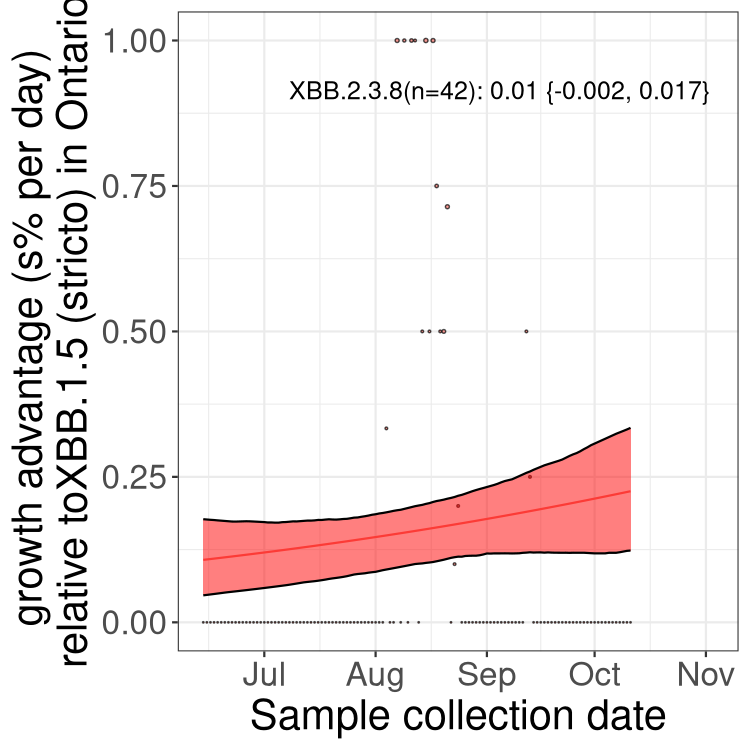 growth advantage (s% per day)
relative toXBB.1.5 (stricto) in Ontario
1.00
0.75
0.50
0.25
0.00
XBB.2.3.8(n=42): 0.01 {-0.002, 0.017}
Jul Aug Sep Oct Nov
Sample collection date